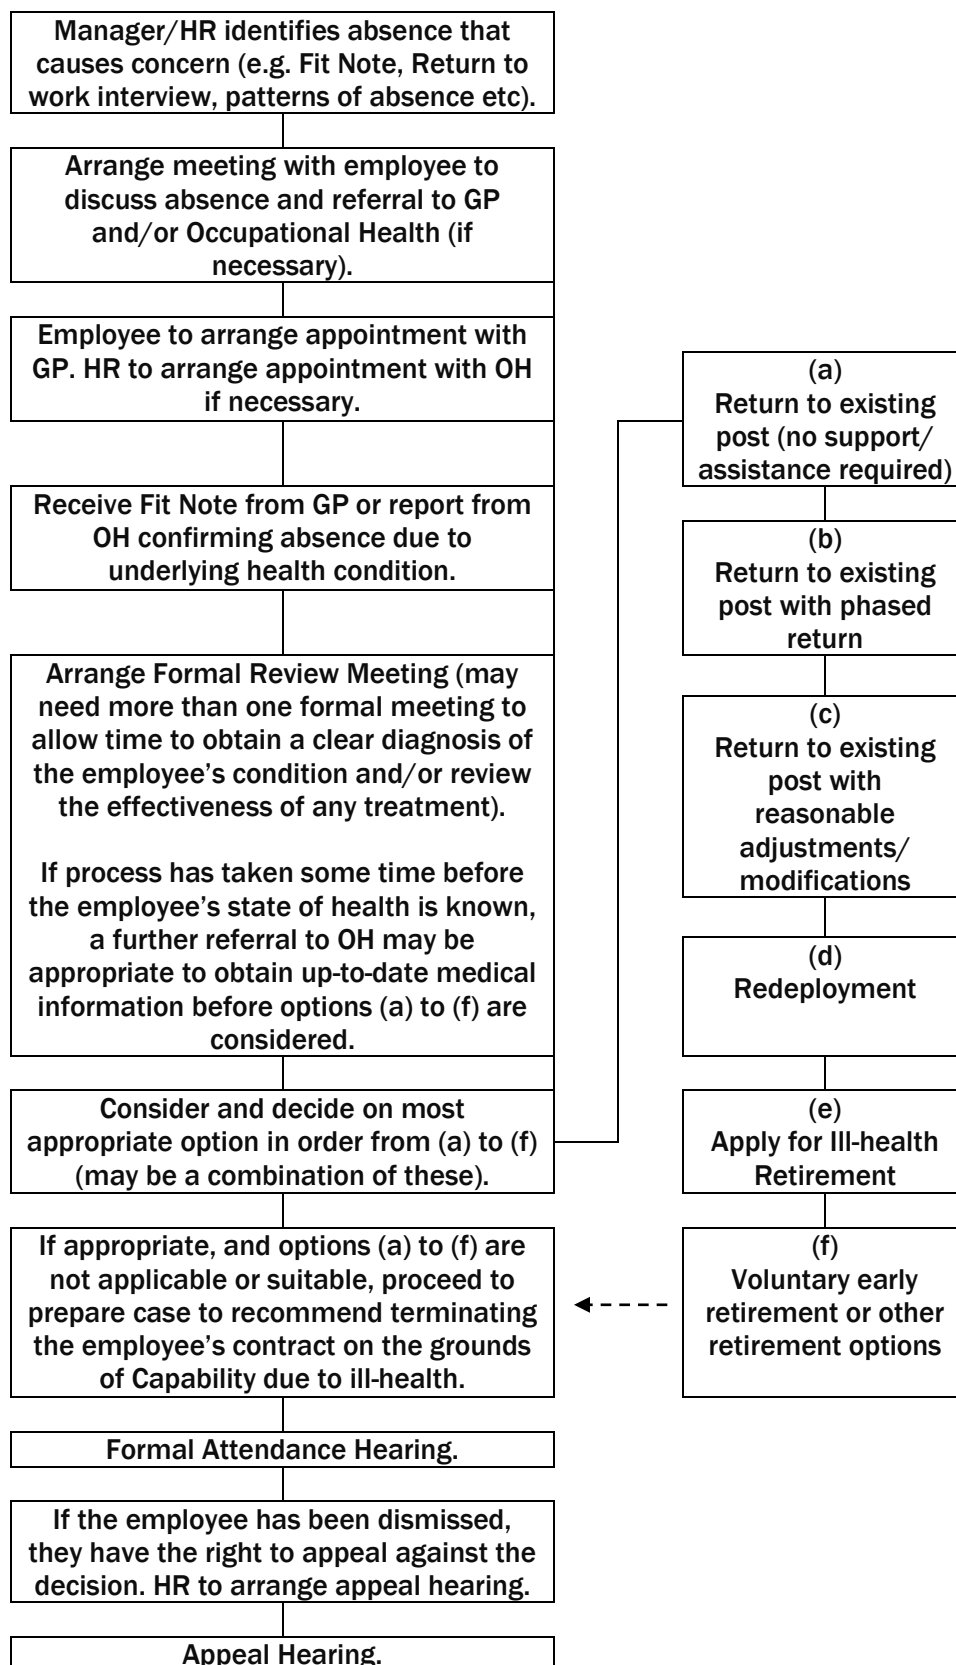 Manager/HR identifies absence that
causes concern (e.g. Fit Note, Return to
work interview, patterns of absence etc).
Arrange meeting with employee to
discuss absence and referral to GP
and/or Occupational Health (if
necessary).
Employee to arrange appointment with
GP. HR to arrange appointment with OH
if necessary.
Receive Fit Note from GP or report from
OH confirming absence due to
underlying health condition.
Arrange Formal Review Meeting (may
need more than one formal meeting to
allow time to obtain a clear diagnosis of
the employee’s condition and/or review
the effectiveness of any treatment).
If process has taken some time before
the employee’s state of health is known,
a further referral to OH may be
appropriate to obtain up-to-date medical
information before options (a) to (f) are
considered.
Consider and decide on most
appropriate option in order from (a) to (f)
(may be a combination of these).
(a)
Return to existing
post (no support/
assistance required)
(b)
Return to existing
post with phased
return
(c)
Return to existing
post with
reasonable
adjustments/
modifications
(d)
Redeployment
(e)
Apply for Ill-health
Retirement
(f)
Voluntary early
retirement or other
retirement options
If appropriate, and options (a) to (f) are
not applicable or suitable, proceed to
prepare case to recommend terminating
the employee’s contract on the grounds
of Capability due to ill-health.
Formal Attendance Hearing.
If the employee has been dismissed,
they have the right to appeal against the
decision. HR to arrange appeal hearing.
Appeal Hearing.